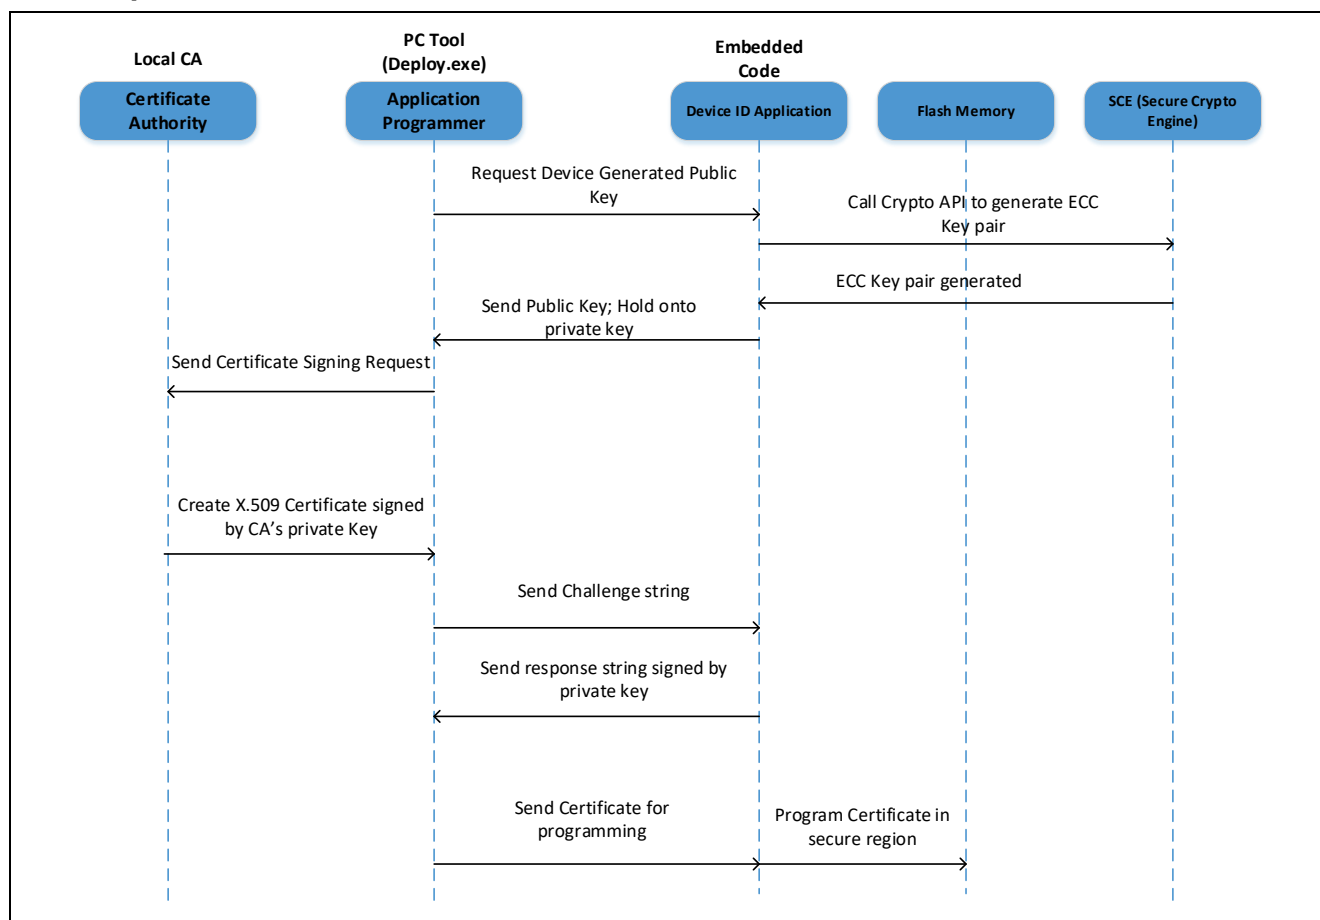 Local CA
PC Tool
(Deploy.exe)
Embedded
Code
Certificate
Authority
Application
Programmer
Device ID Application
Flash Memory
SCE (Secure Crypto
Engine)
Request Device Generated Public
Key
Call Crypto API to generate ECC
Key pair
ECC Key pair generated
Send Public Key; Hold onto
private key
Send Certificate Signing Request
Create X.509 Certificate signed
by CA’s private Key
Send Challenge string
Send response string signed by
private key
Send Certificate for
programming
Program Certificate in
secure region